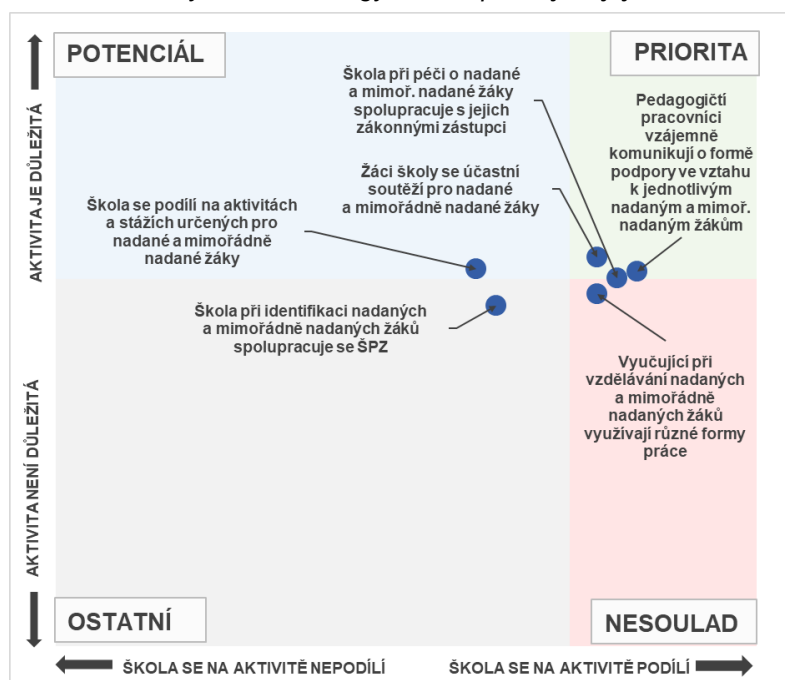 POTENCIÁL
PRIORITA
Škola při péči o nadané
a mimoř. nadané žáky
spolupracuje s jejich
zákonnými zástupci
Pedagogičtí
pracovníci
vzájemně
komunikují o formě
podpory ve vztahu
k jednotlivým
nadaným a mimoř.
nadaným žákům
Žáci školy se účastní
soutěží pro nadané
a mimořádně nadané žáky
Škola se podílí na aktivitách
a stážích určených pro
nadané a mimořádně
nadané žáky
Škola při identifikaci nadaných
a mimořádně nadaných žáků
spolupracuje se ŠPZ
Vyučující při
vzdělávání nadaných
a mimořádně
nadaných žáků
využívají různé formy
práce
AKTIVITA JE DŮLEŽITÁ
AKTIVITA NENÍ DŮLEŽITÁ
OSTATNÍ
NESOULAD
ŠKOLA SE NA AKTIVITĚ NEPODÍLÍ
ŠKOLA SE NA AKTIVITĚ PODÍLÍ